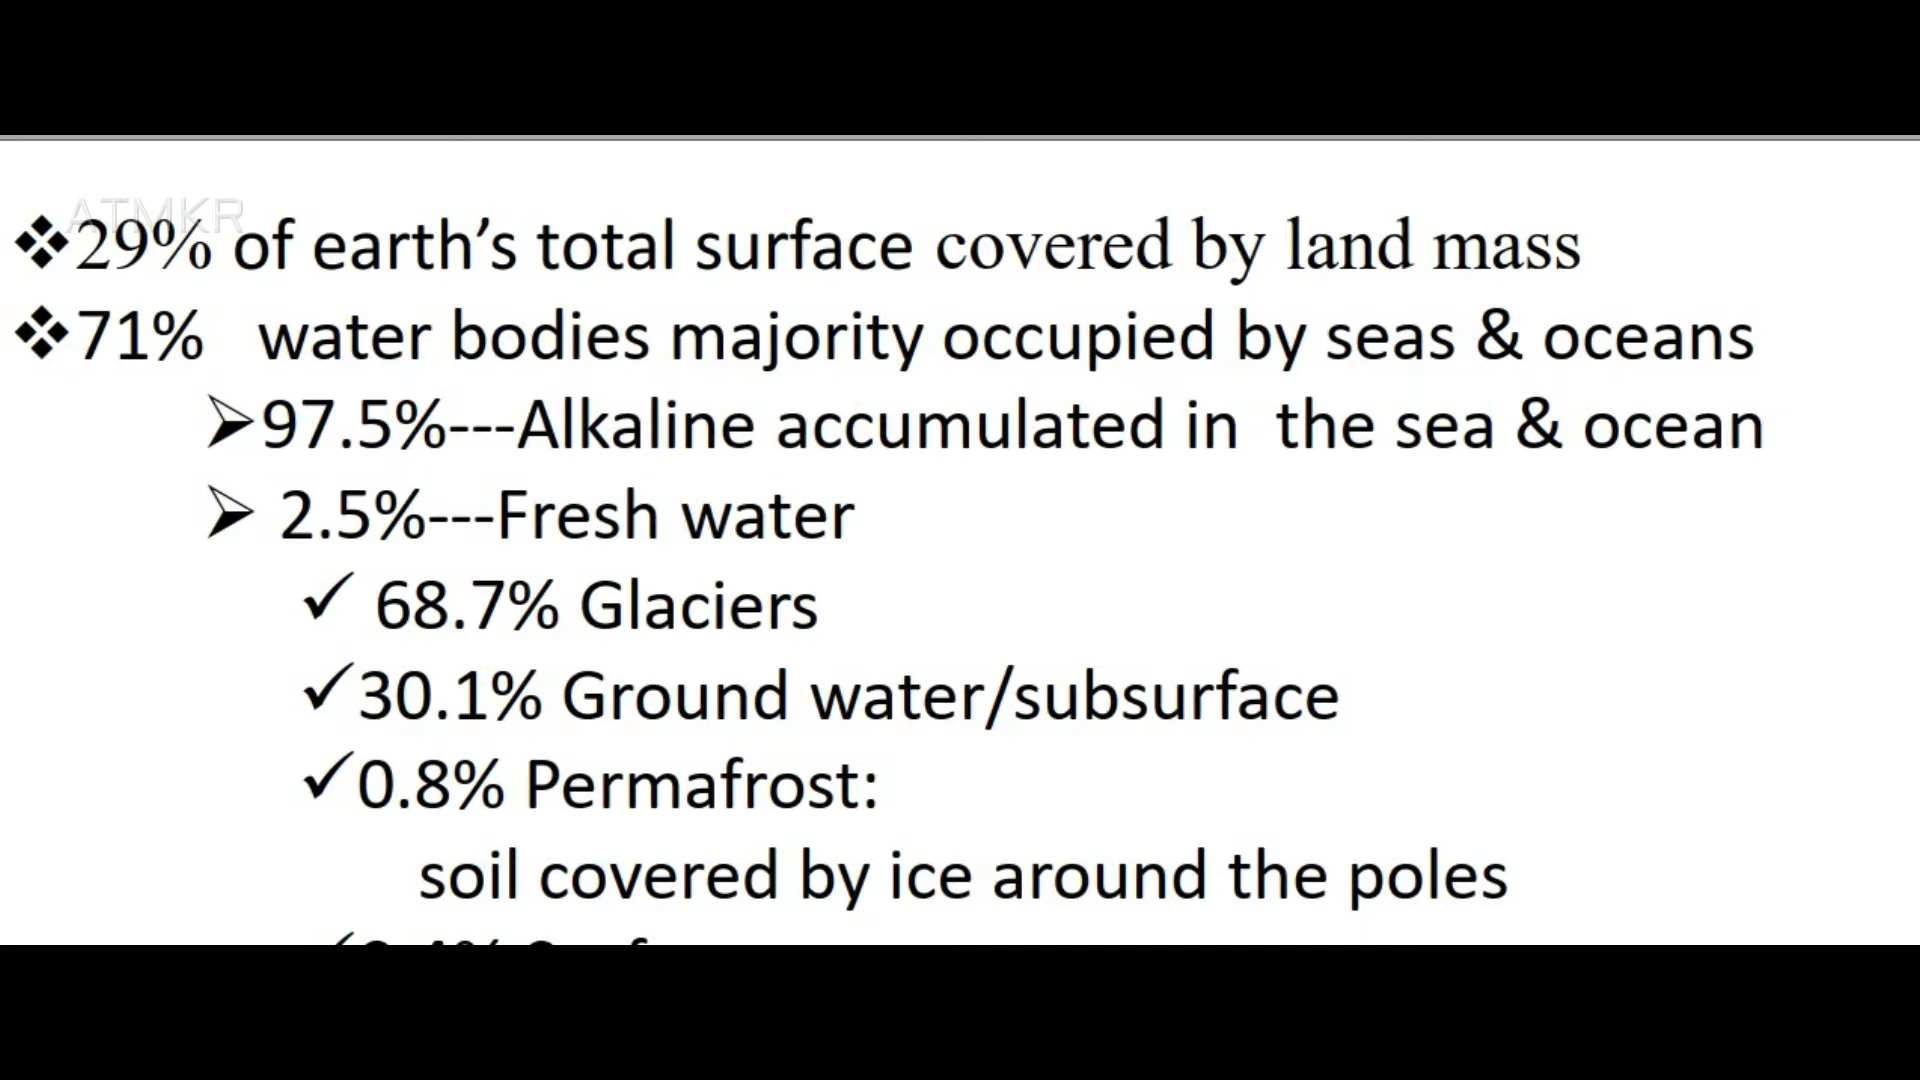 ATMKR
❖29% of earth’s total surface covered by land mass
❖71% water bodies majority occupied by seas & oceans
➢97.5%---Alkaline accumulated in the sea & ocean
➢ 2.5%---Fresh water
✓ 68.7% Glaciers
✓30.1% Ground water/subsurface
✓0.8% Permafrost:
soil covered by ice around the poles